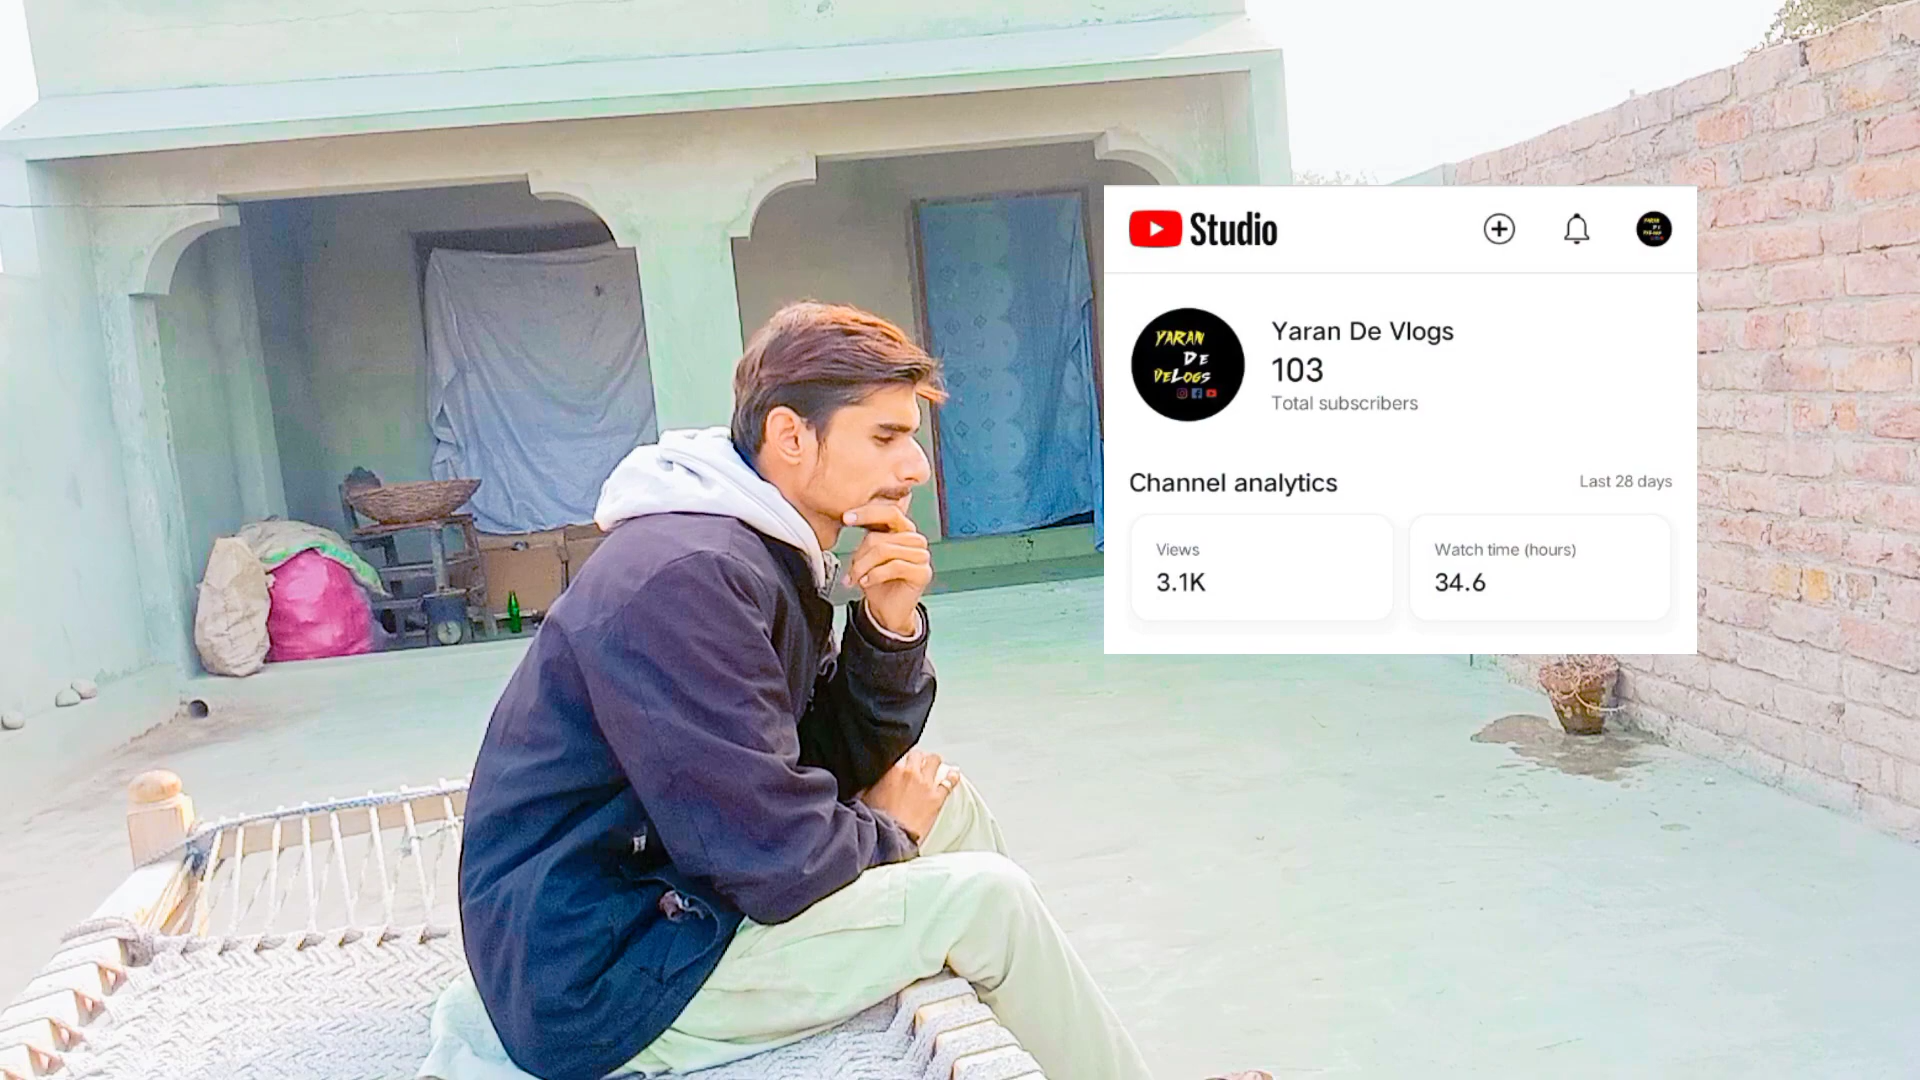 Studio
Yaran De Vlogs
103
Total subscribers
YARAN
DE
DeLogs
Channel analytics
Last 28 days
Views
3.1K
Watch time (hours)
34.6